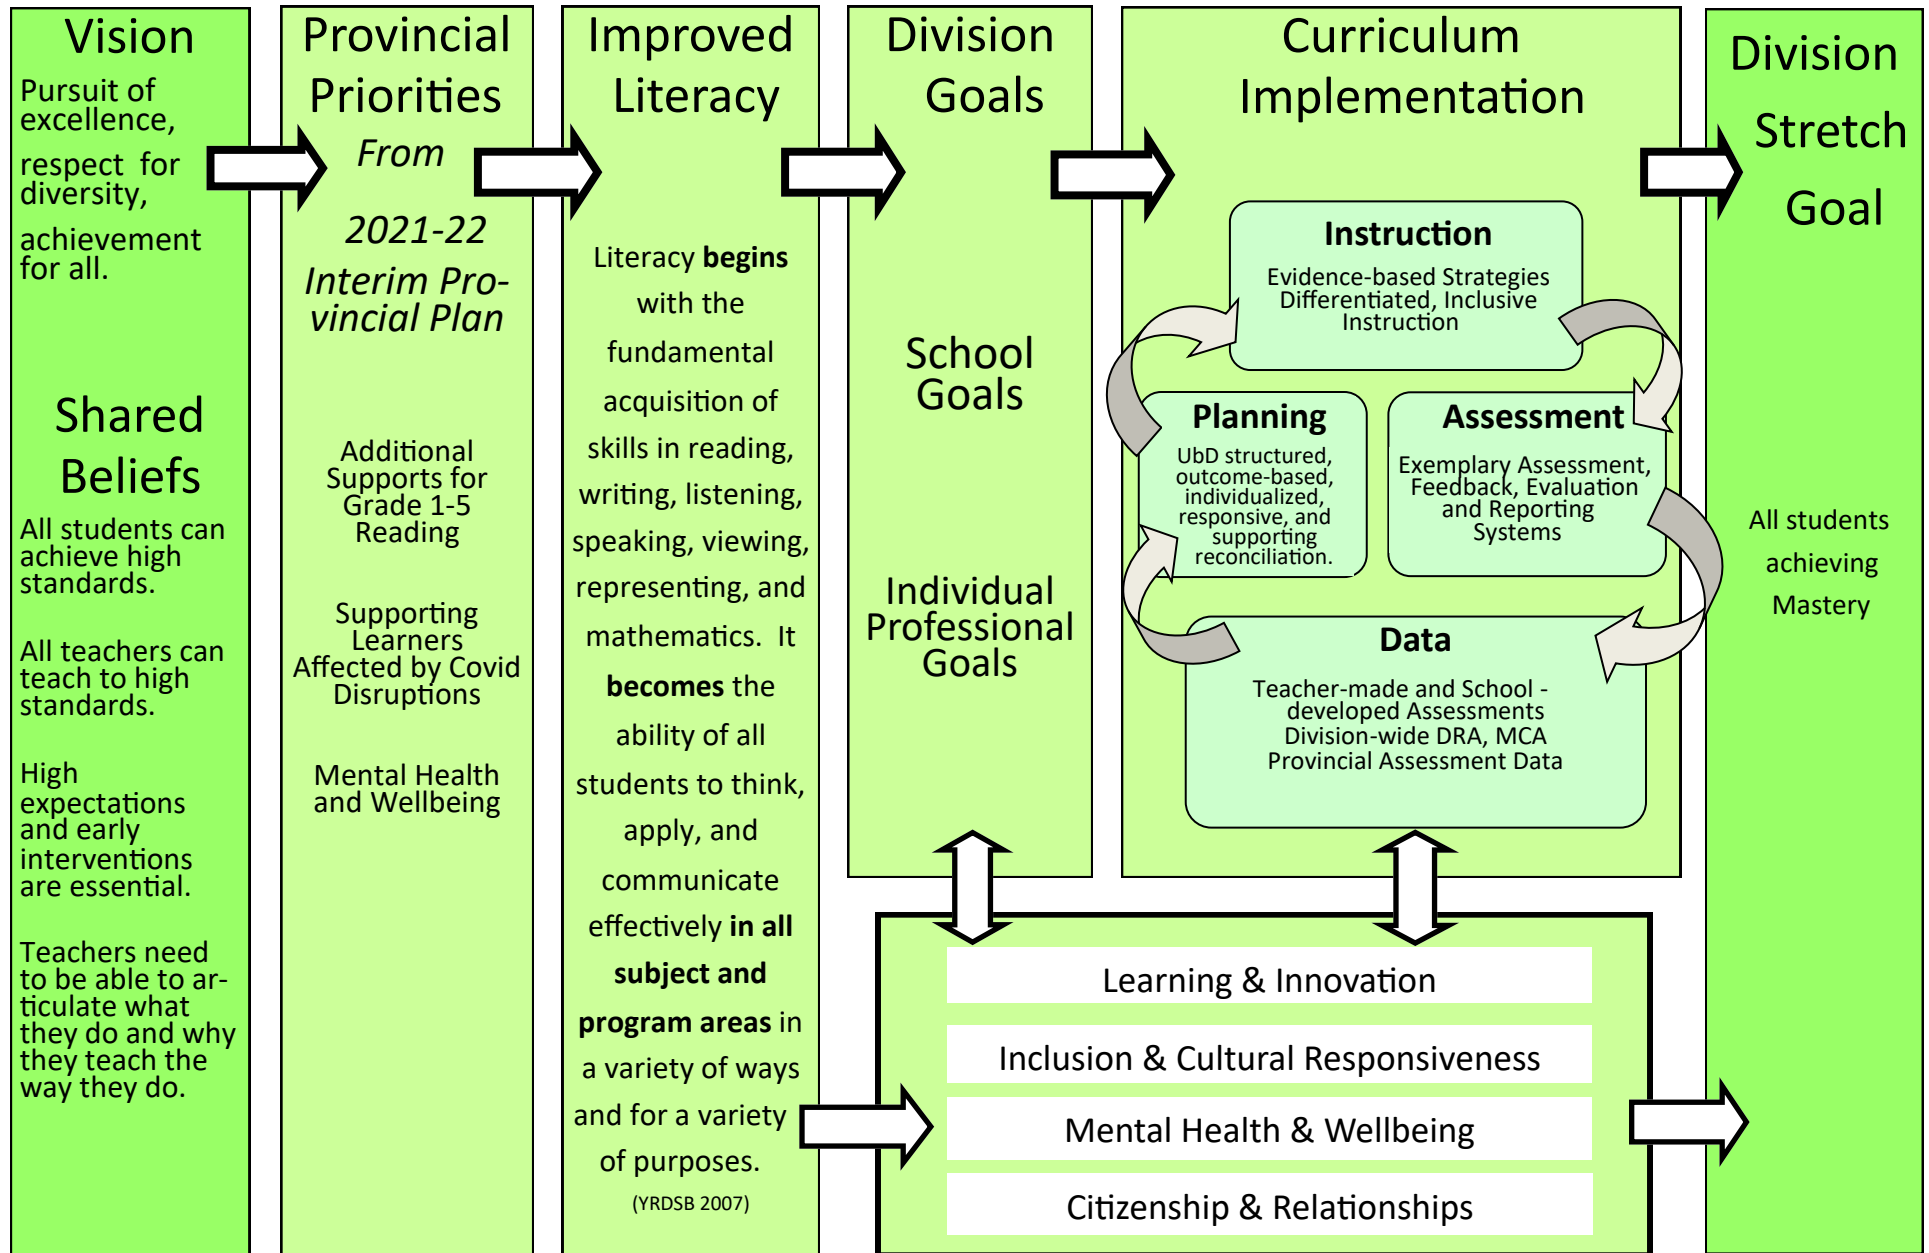 Vision
Pursuit of
excellence,
respect for
diversity,
achievement
for all.
Shared
Beliefs
All students can
achieve high
standards.
All teachers can
teach to high
standards.
High
expectations
and early
interventions
are essential.
Teachers need
to be able to ar-
ticulate what
they do and why
they teach the
way they do.
Provincial
Priorities
From
2021-22
Interim Pro-
vincial Plan
Additional
Supports for
Grade 1-5
Reading
Supporting
Learners
Affected by Covid
Disruptions
Mental Health
and Wellbeing
Improved
Literacy
Literacy begins
with the
fundamental
acquisition of
skills in reading,
writing, listening,
speaking, viewing,
representing, and
mathematics. It
becomes the
ability of all
students to think,
apply, and
communicate
effectively in all
subject and
program areas in
a variety of ways
and for a variety
of purposes.
(YRDSB 2007)
Division
Goals
School
Goals
Individual
Professional
Goals
Curriculum
Implementation
Instruction
Evidence-based Strategies
Differentiated, Inclusive
Instruction
Planning
UbD structured,
outcome-based,
individualized,
responsive, and
supporting
reconciliation.
Assessment
Exemplary Assessment,
Feedback, Evaluation
and Reporting
Systems
Data
Teacher-made and School -
developed Assessments
Division-wide DRA, MCA
Provincial Assessment Data
Learning & Innovation
Inclusion & Cultural Responsiveness
Mental Health & Wellbeing
Citizenship & Relationships
Division
Stretch
Goal
All students
achieving
Mastery